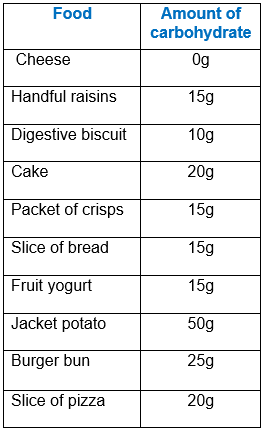 Food Amount of
carbohydrate
Cheese 0g
Handful raisins 15g
Digestive biscuit 10g
Cake 20g
Packet of crisps 15g
Slice of bread 15g
Fruit yogurt 15g
Jacket potato 50g
Burger bun 25g
Slice of pizza 20g